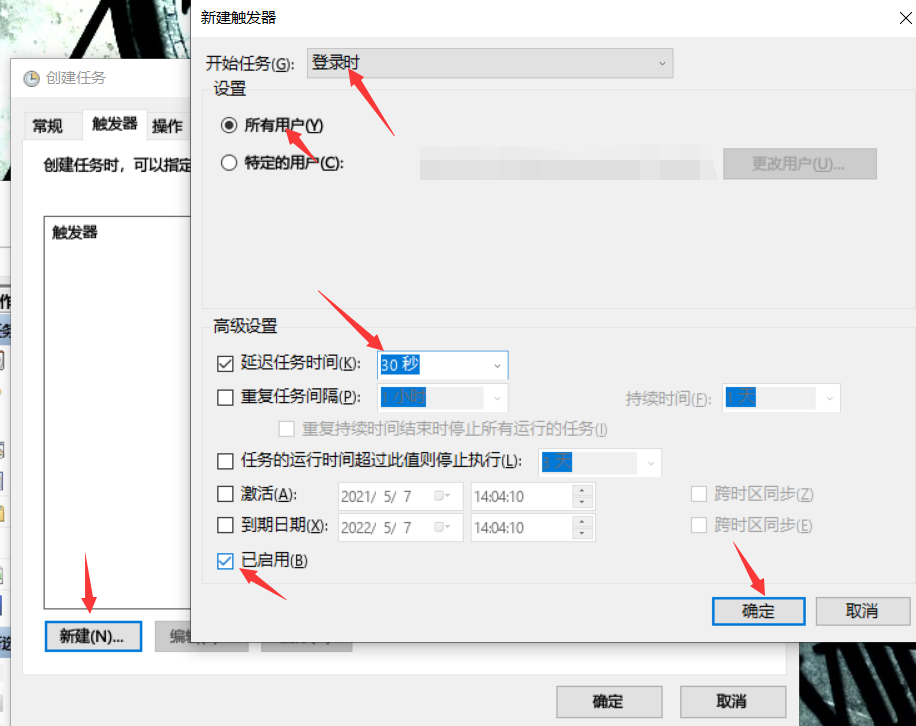 新建触发器
开始任务(G): 登录时
设置
所有用户(Y)
特定的用户(C): 更改用户(U)...
高级设置
延迟任务时间(K): 30 秒
重复任务间隔(P): 1 小时 持续时间(F): 1 天
重复持续时间结束时停止所有运行的任务(I)
任务的运行时间超过此值则停止执行(L): 3 天
激活(A): 2021/ 5/ 7 14:04:10 跨时区同步(Z)
到期日期(X): 2022/ 5/ 7 14:04:10 跨时区同步(E)
已启用(B)
确定 取消
创建任务
常规 触发器 操作
创建任务时，可以指定
触发器
新建(N)... 编辑
确定 取消